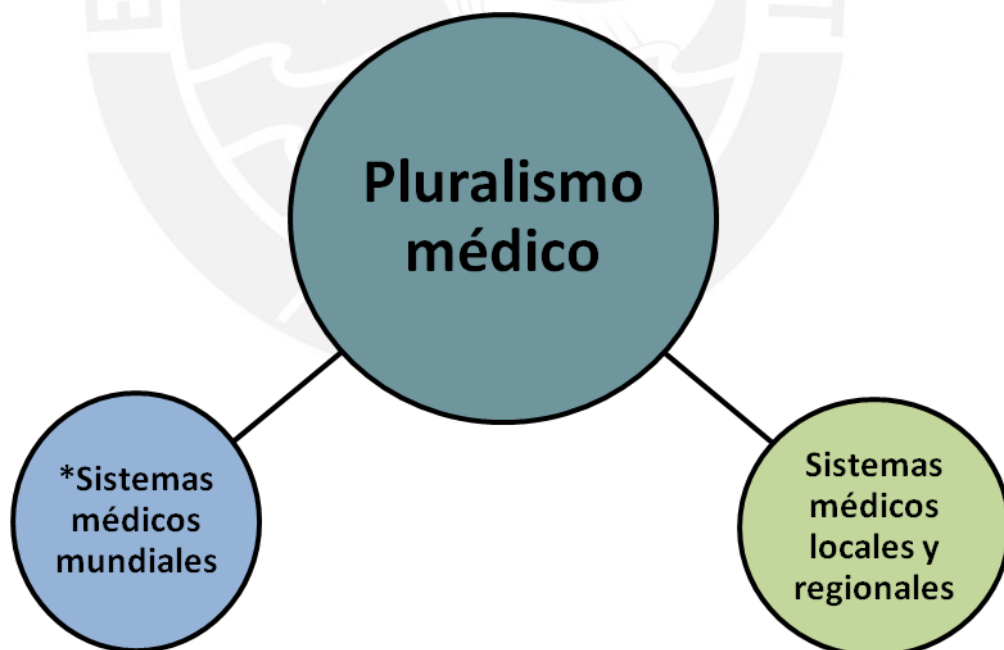 Pluralismo
médico
*Sistemas
médicos
mundiales
Sistemas
médicos
locales y
regionales